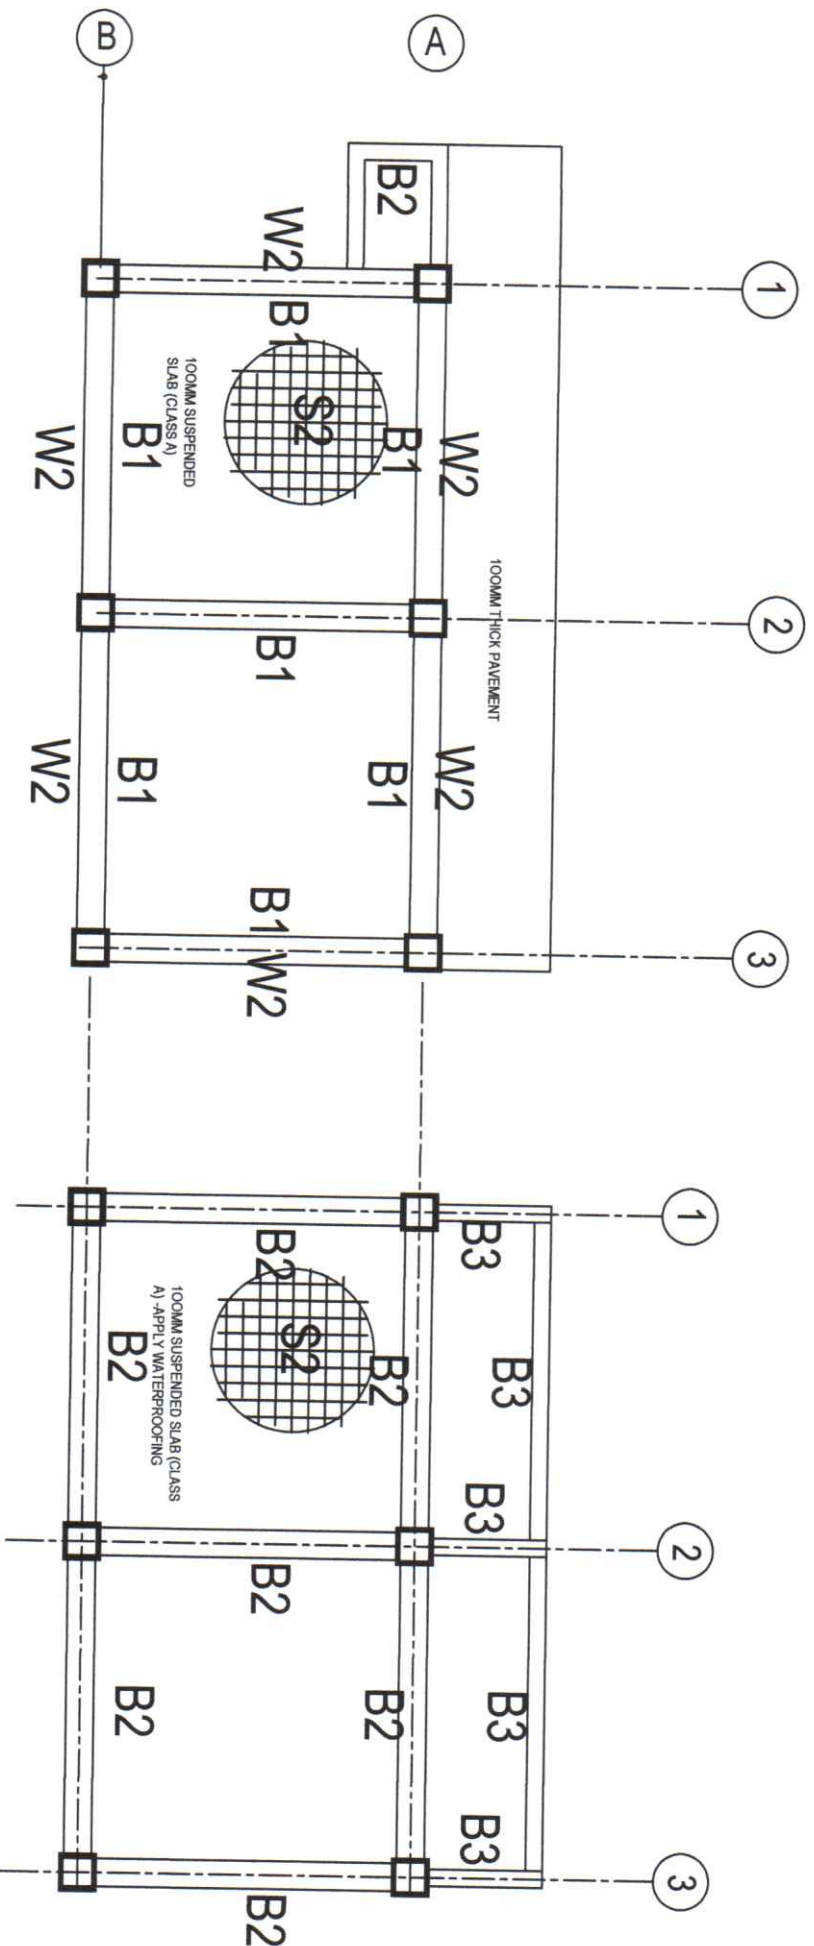 1
2
3
100MM THICK PAVEMENT
A
W2
W2
B2
B1
B1
W2
B1
S2
B1
B1
W2
100MM SUSPENDED
SLAB (CLASS A)
B1
B1
B
W2
W2
1
2
3
B3
B3
B3
B3
B3
B2
B2
B2
S2
B2
B2
100MM SUSPENDED SLAB (CLASS
A) -APPLY WATERPROOFING
B2
B2